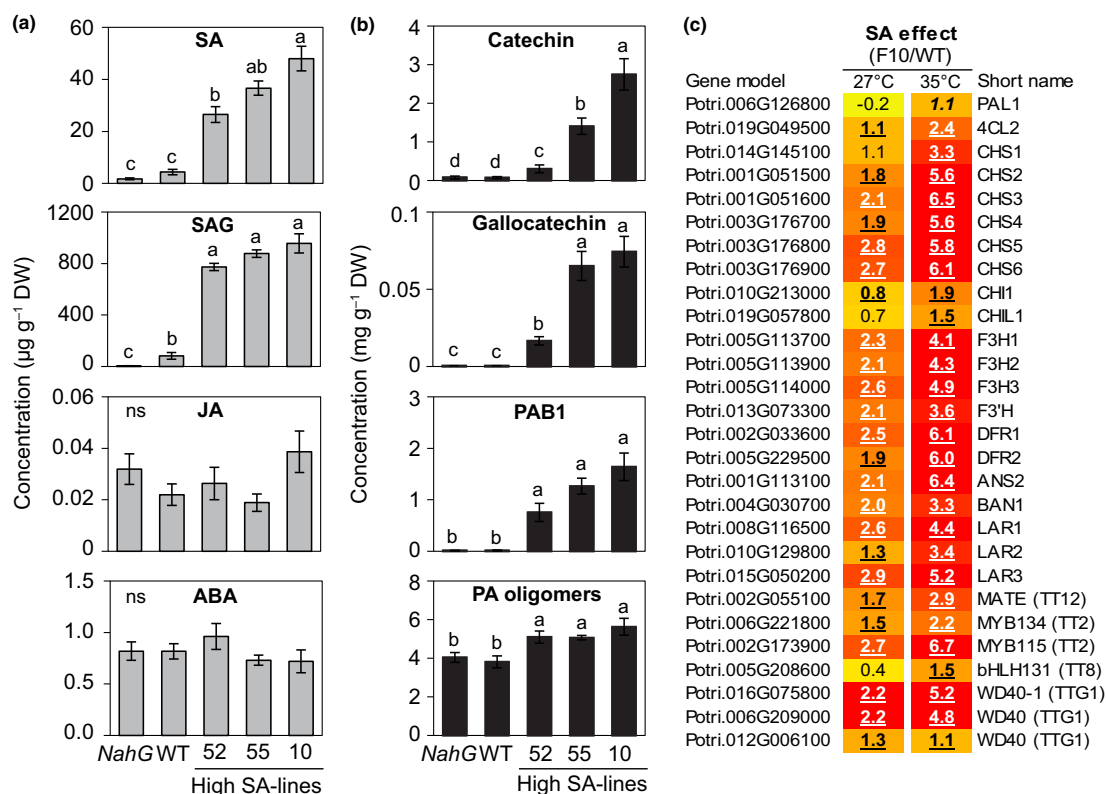 (a)
SA
60
40
20
0
c
c
b
ab
a
SAG
1200
800
400
0
c
b
a
a
a
JA
0.06
0.04
0.02
0
ns
ABA
1.5
1.0
0.5
0.0
ns
Concentration (µg g⁻¹ DW)
NahG WT 52 55 10
High SA-lines
(b)
Catechin
4
3
2
1
0
d
d
c
b
a
Gallocatechin
0.1
0.05
0
c
c
b
a
a
PAB1
3
2
1
0
b
b
a
a
a
PA oligomers
8
6
4
2
0
b
b
a
a
a
Concentration (mg g⁻¹ DW)
NahG WT 52 55 10
High SA-lines
(c)
SA effect
(F10/WT)
Gene model 27°C 35°C Short name
Potri.006G126800 -0.2 1.1 PAL1
Potri.019G049500 1.1 2.4 4CL2
Potri.014G145100 1.1 3.3 CHS1
Potri.001G051500 1.8 5.6 CHS2
Potri.001G051600 2.1 6.5 CHS3
Potri.003G176700 1.9 5.6 CHS4
Potri.003G176800 2.8 5.8 CHS5
Potri.003G176900 2.7 6.1 CHS6
Potri.010G213000 0.8 1.9 CHI1
Potri.019G057800 0.7 1.5 CHIL1
Potri.005G113700 2.3 4.1 F3H1
Potri.005G113900 2.1 4.3 F3H2
Potri.005G114000 2.6 4.9 F3H3
Potri.013G073300 2.1 3.6 F3'H
Potri.002G033600 2.5 6.1 DFR1
Potri.005G229500 1.9 6.0 DFR2
Potri.001G113100 2.1 6.4 ANS2
Potri.004G030700 2.0 3.3 BAN1
Potri.008G116500 2.6 4.4 LAR1
Potri.010G129800 1.3 3.4 LAR2
Potri.015G050200 2.9 5.2 LAR3
Potri.002G055100 1.7 2.9 MATE (TT12)
Potri.006G221800 1.5 2.2 MYB134 (TT2)
Potri.002G173900 2.7 6.7 MYB115 (TT2)
Potri.005G208600 0.4 1.5 bHLH131 (TT8)
Potri.016G075800 2.2 5.2 WD40-1 (TTG1)
Potri.006G209000 2.2 4.8 WD40 (TTG1)
Potri.012G006100 1.3 1.1 WD40 (TTG1)